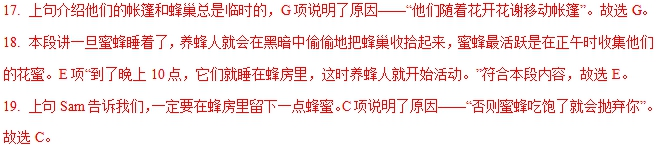 17. 上句介绍他们的帐篷和蜂巢总是临时的，G 项说明了原因——“他们随着花开花谢移动帐篷”。故选 G。
18. 本段讲一旦蜜蜂睡着了，养蜂人就会在黑暗中偷偷地把蜂巢收拾起来，蜜蜂最活跃是在正午时收集他们
的花蜜。E 项“到了晚上 10 点，它们就睡在蜂房里，这时养蜂人就开始活动。”符合本段内容，故选 E。
19. 上句 Sam 告诉我们，一定要在蜂房里留下一点蜂蜜。C 项说明了原因——“否则蜜蜂吃饱了就会抛弃你”。
故选 C。